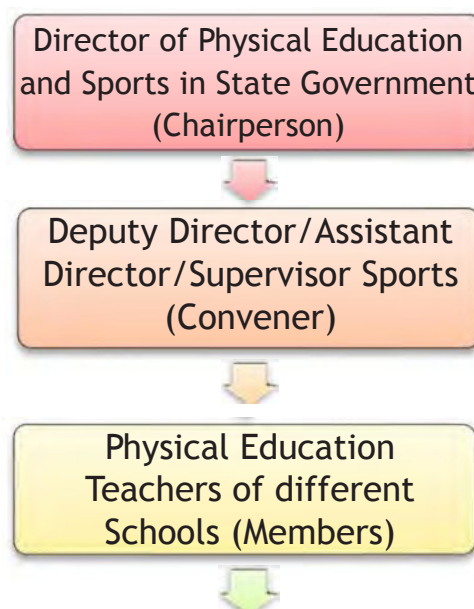 Director of Physical Education
and Sports in State Government
(Chairperson)
Deputy Director/Assistant
Director/Supervisor Sports
(Convener)
Physical Education
Teachers of different
Schools (Members)